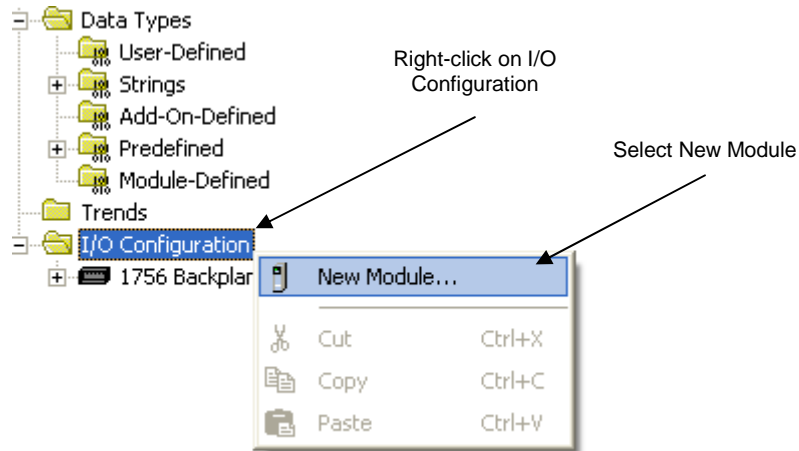 Data Types
User-Defined
Strings
Add-On-Defined
Predefined
Module-Defined
Trends
I/O Configuration
1756 Backplar
Right-click on I/O
Configuration
Select New Module
New Module...
Cut Ctrl+X
Copy Ctrl+C
Paste Ctrl+V